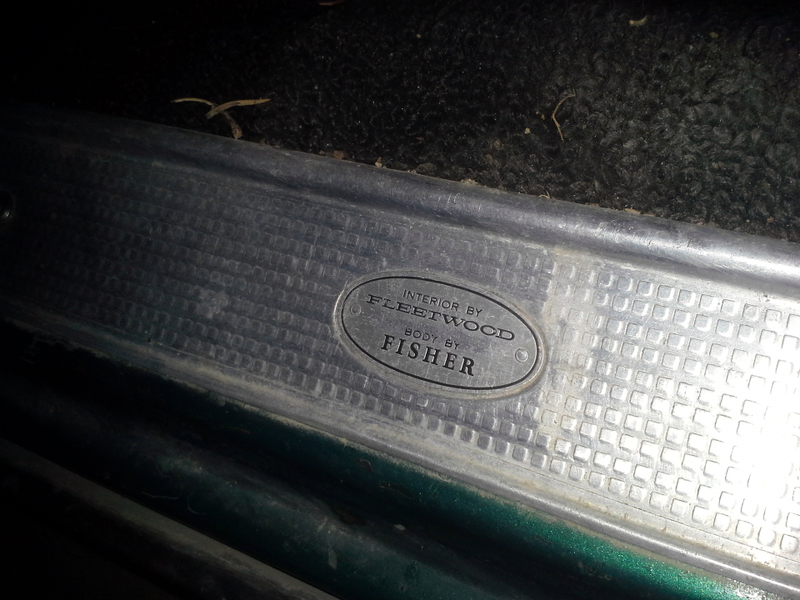 INTERIOR BY
FLEETWOOD
BODY BY
FISHER